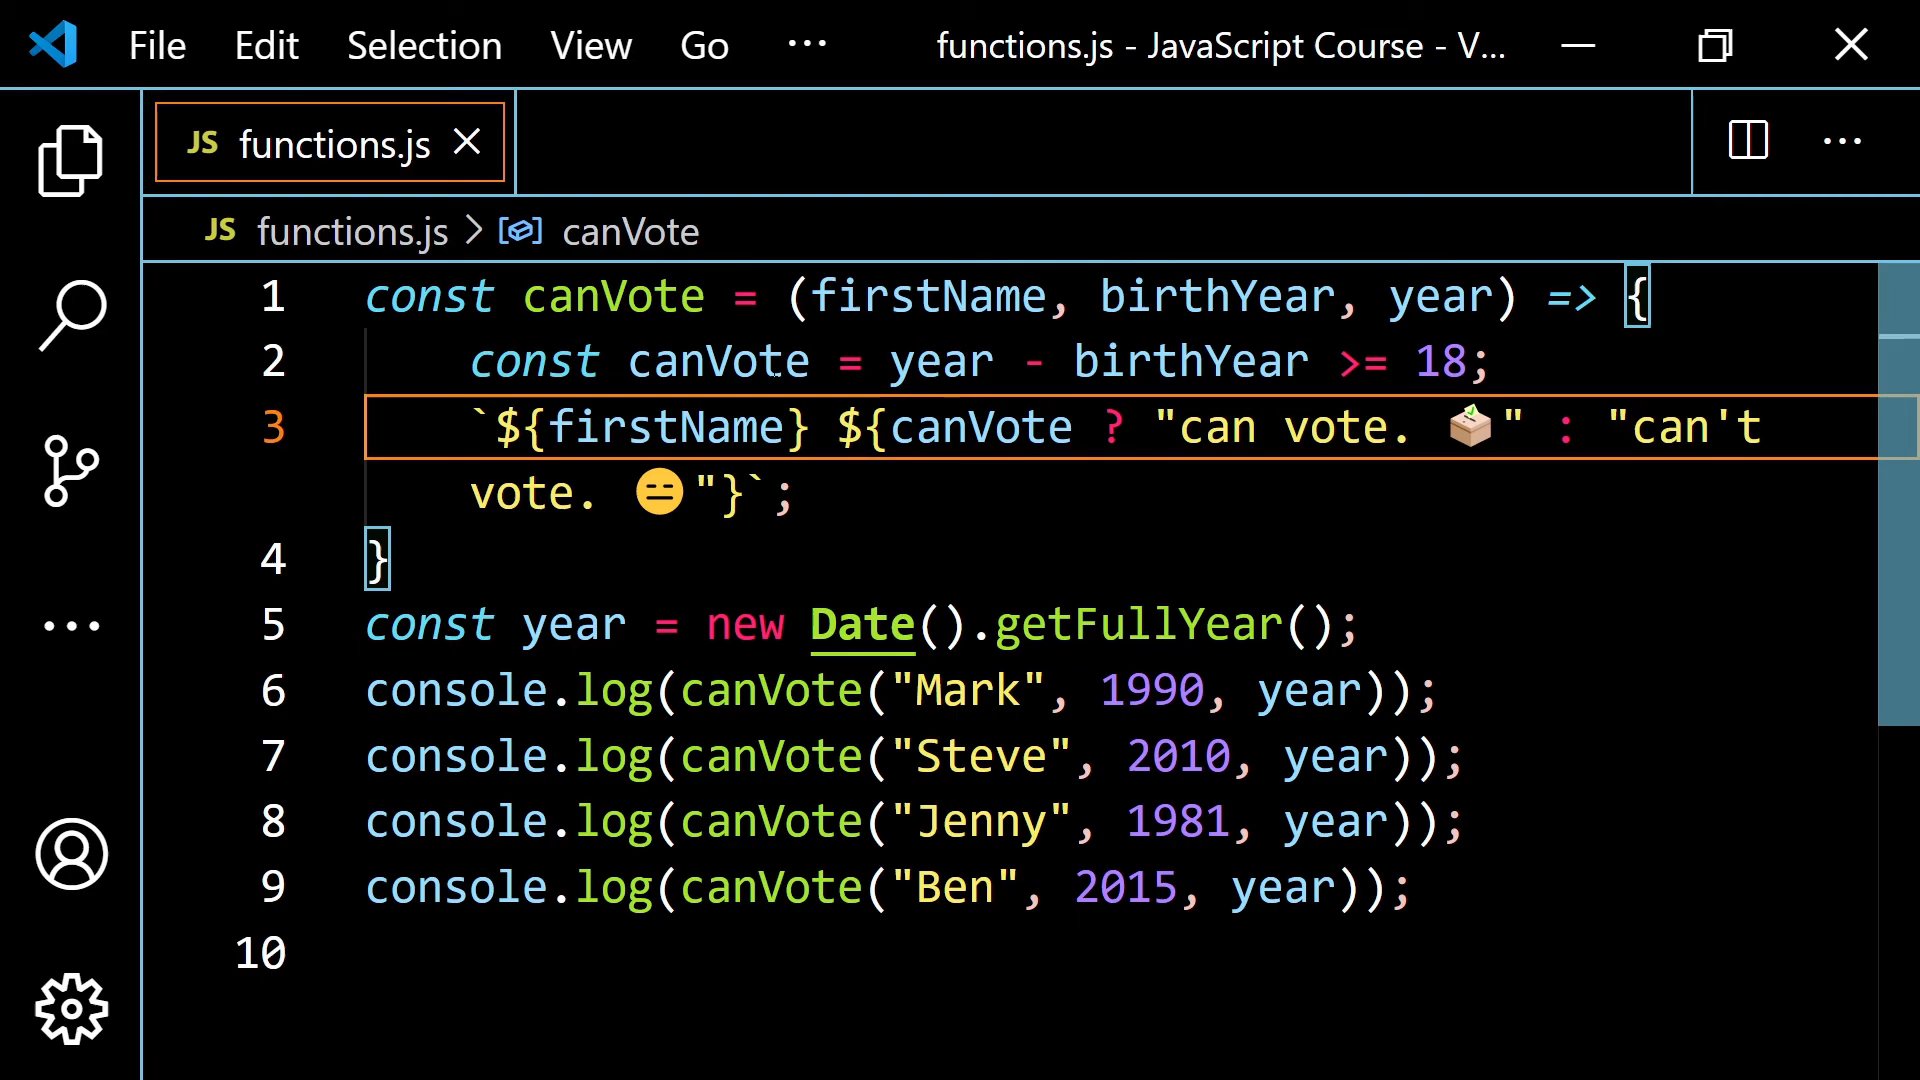 File Edit Selection View Go ··· functions.js - JavaScript Course - V...
JS functions.js
JS functions.js > canVote
1 const canVote = (firstName, birthYear, year) => {
2 const canVote = year - birthYear >= 18;
3 `${firstName} ${canVote ? "can vote. 🗳️" : "can't
vote. 😑"}`;
4 }
5 const year = new Date().getFullYear();
6 console.log(canVote("Mark", 1990, year));
7 console.log(canVote("Steve", 2010, year));
8 console.log(canVote("Jenny", 1981, year));
9 console.log(canVote("Ben", 2015, year));
10